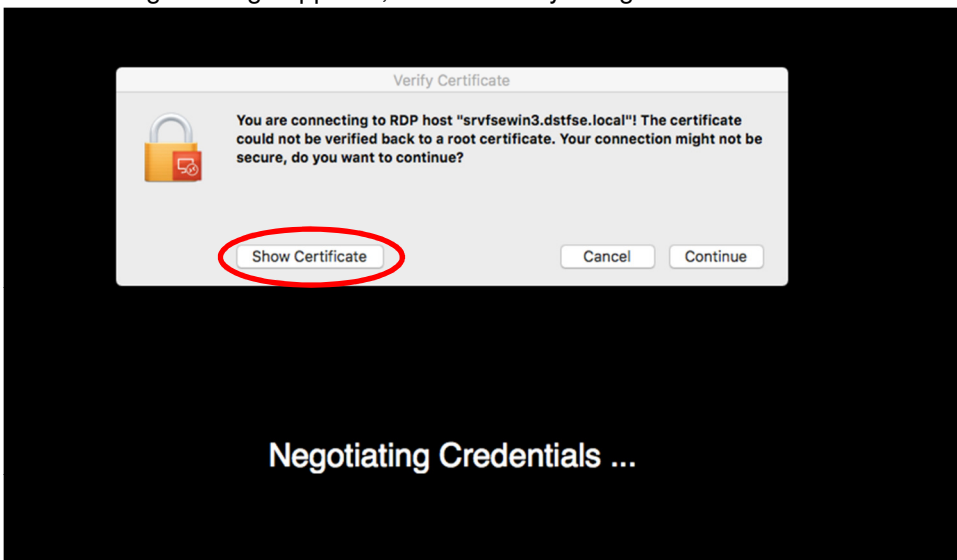 Verify Certificate
You are connecting to RDP host "srvfsewin3.dstfse.local"! The certificate
could not be verified back to a root certificate. Your connection might not be
secure, do you want to continue?
Show Certificate
Cancel
Continue
Negotiating Credentials ...